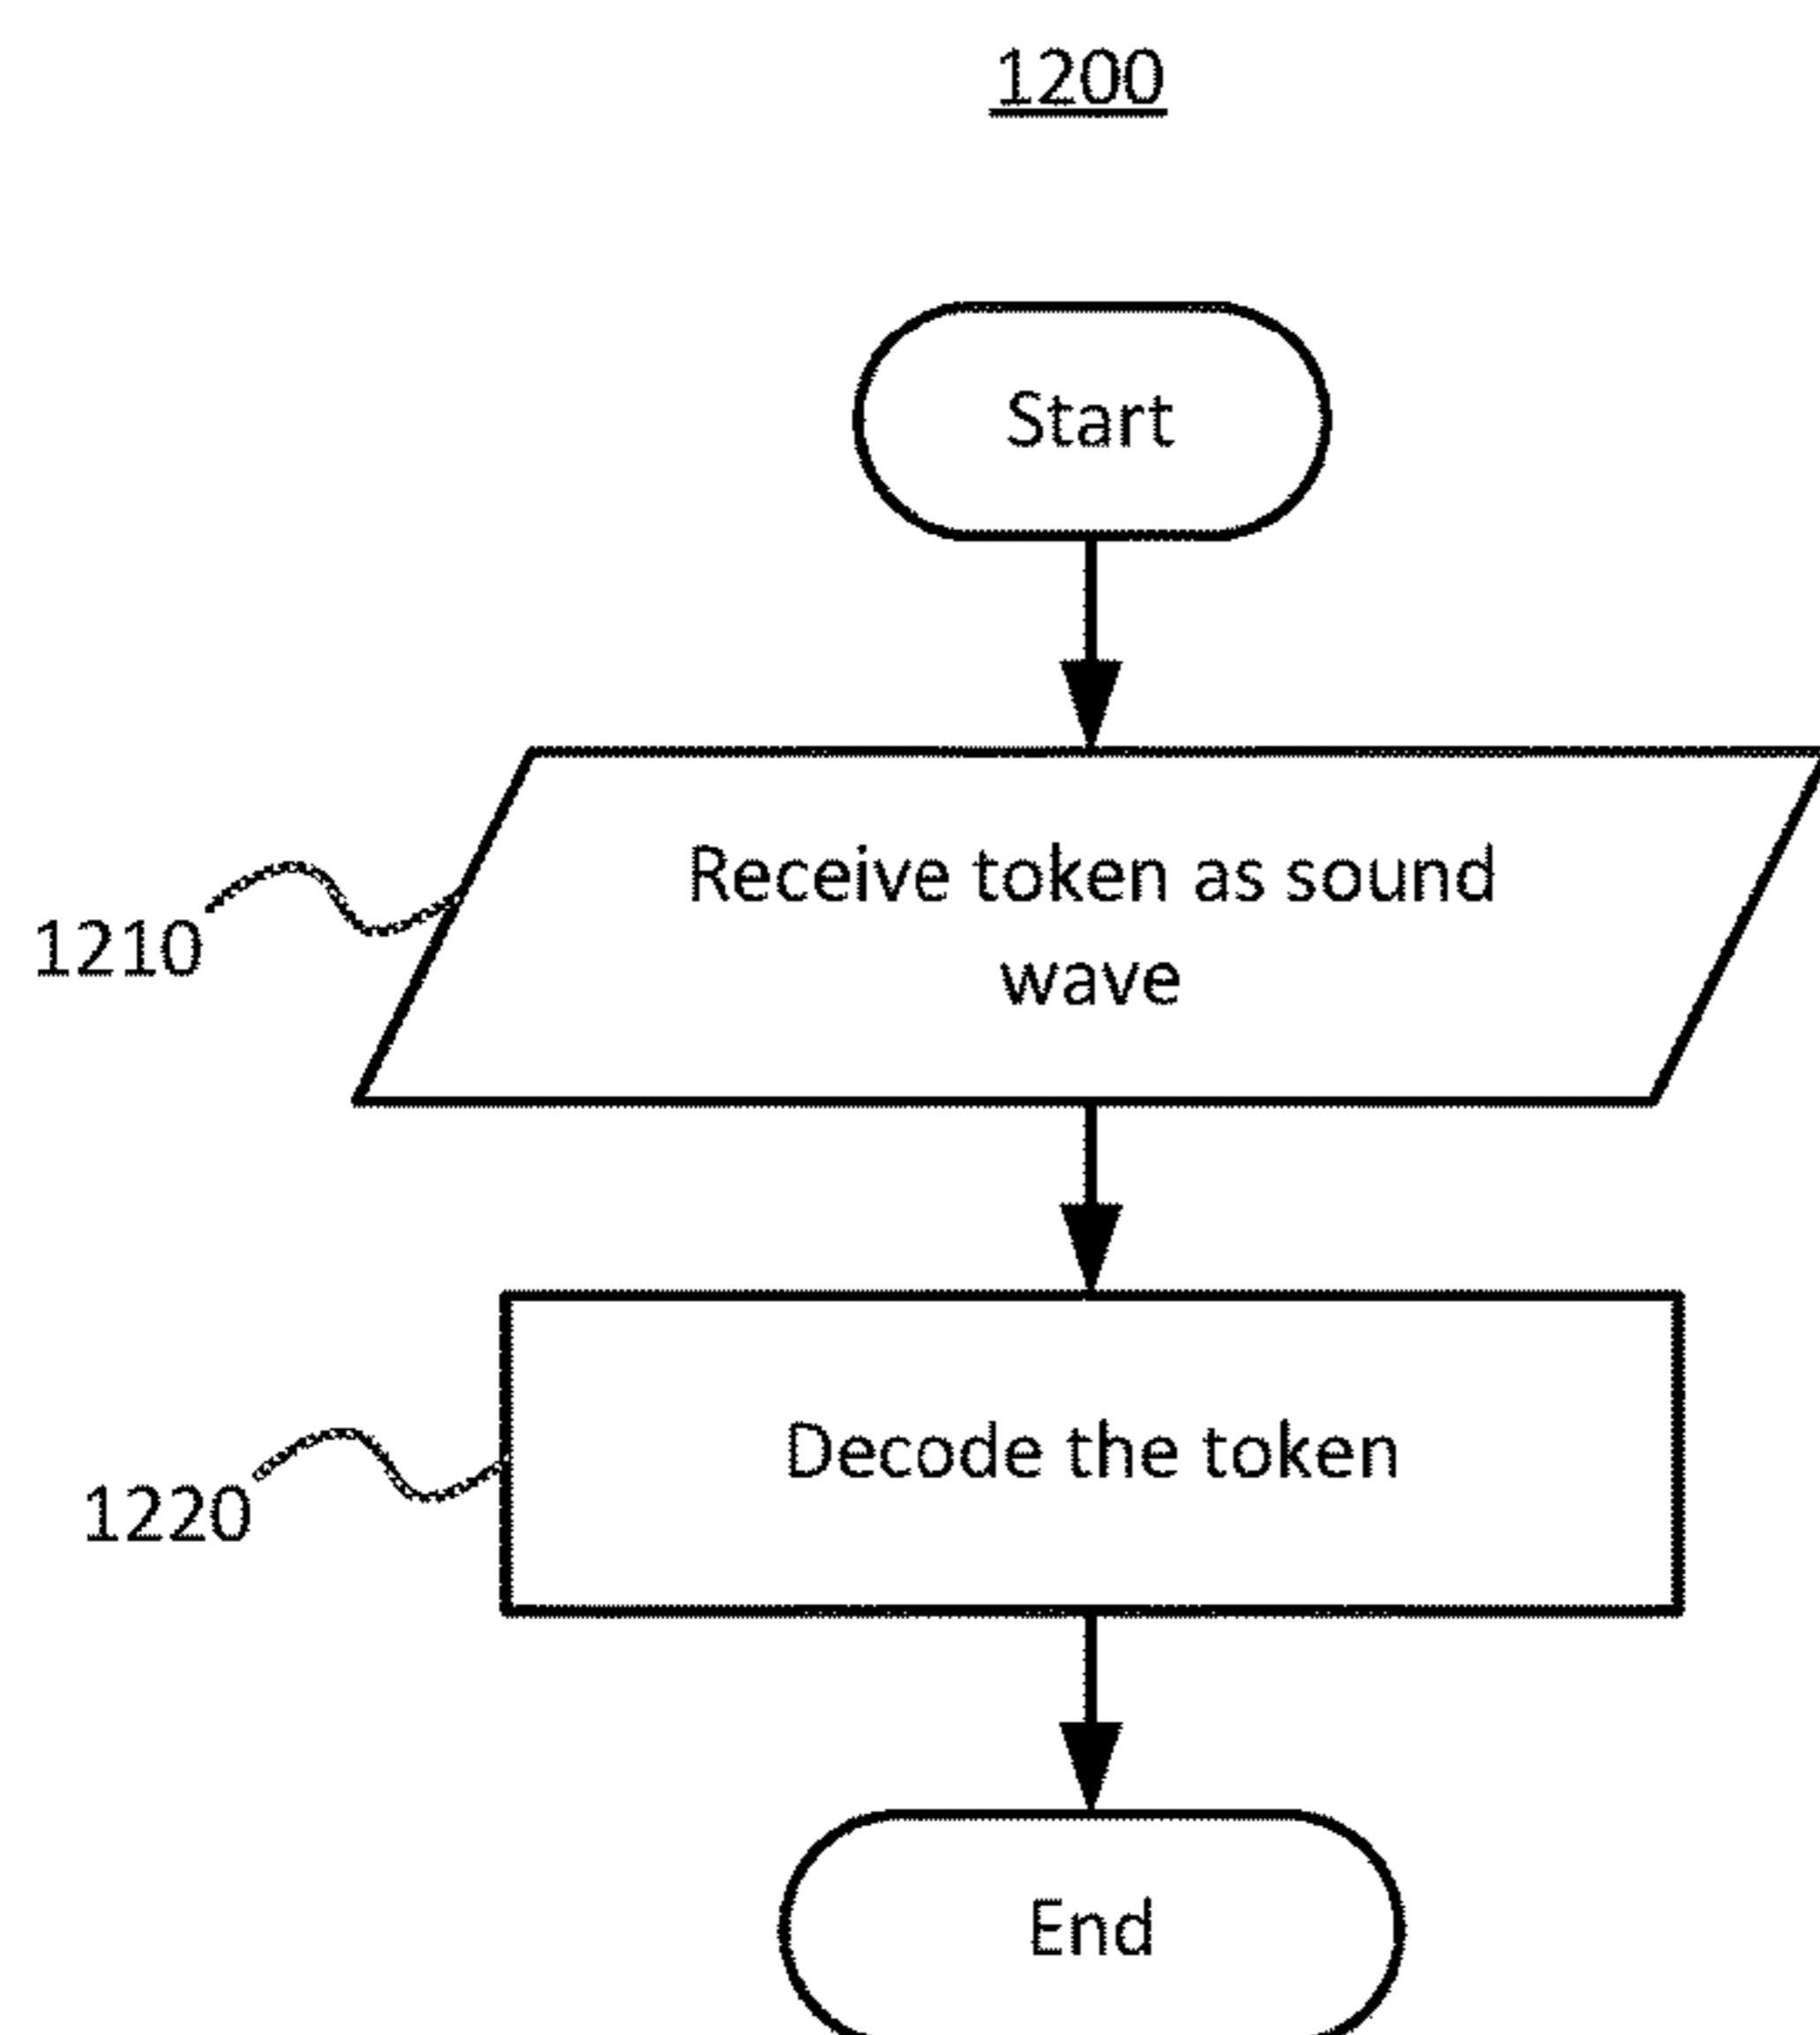 1200
Start
Receive token as sound
wave
1210
Decode the token
1220
End